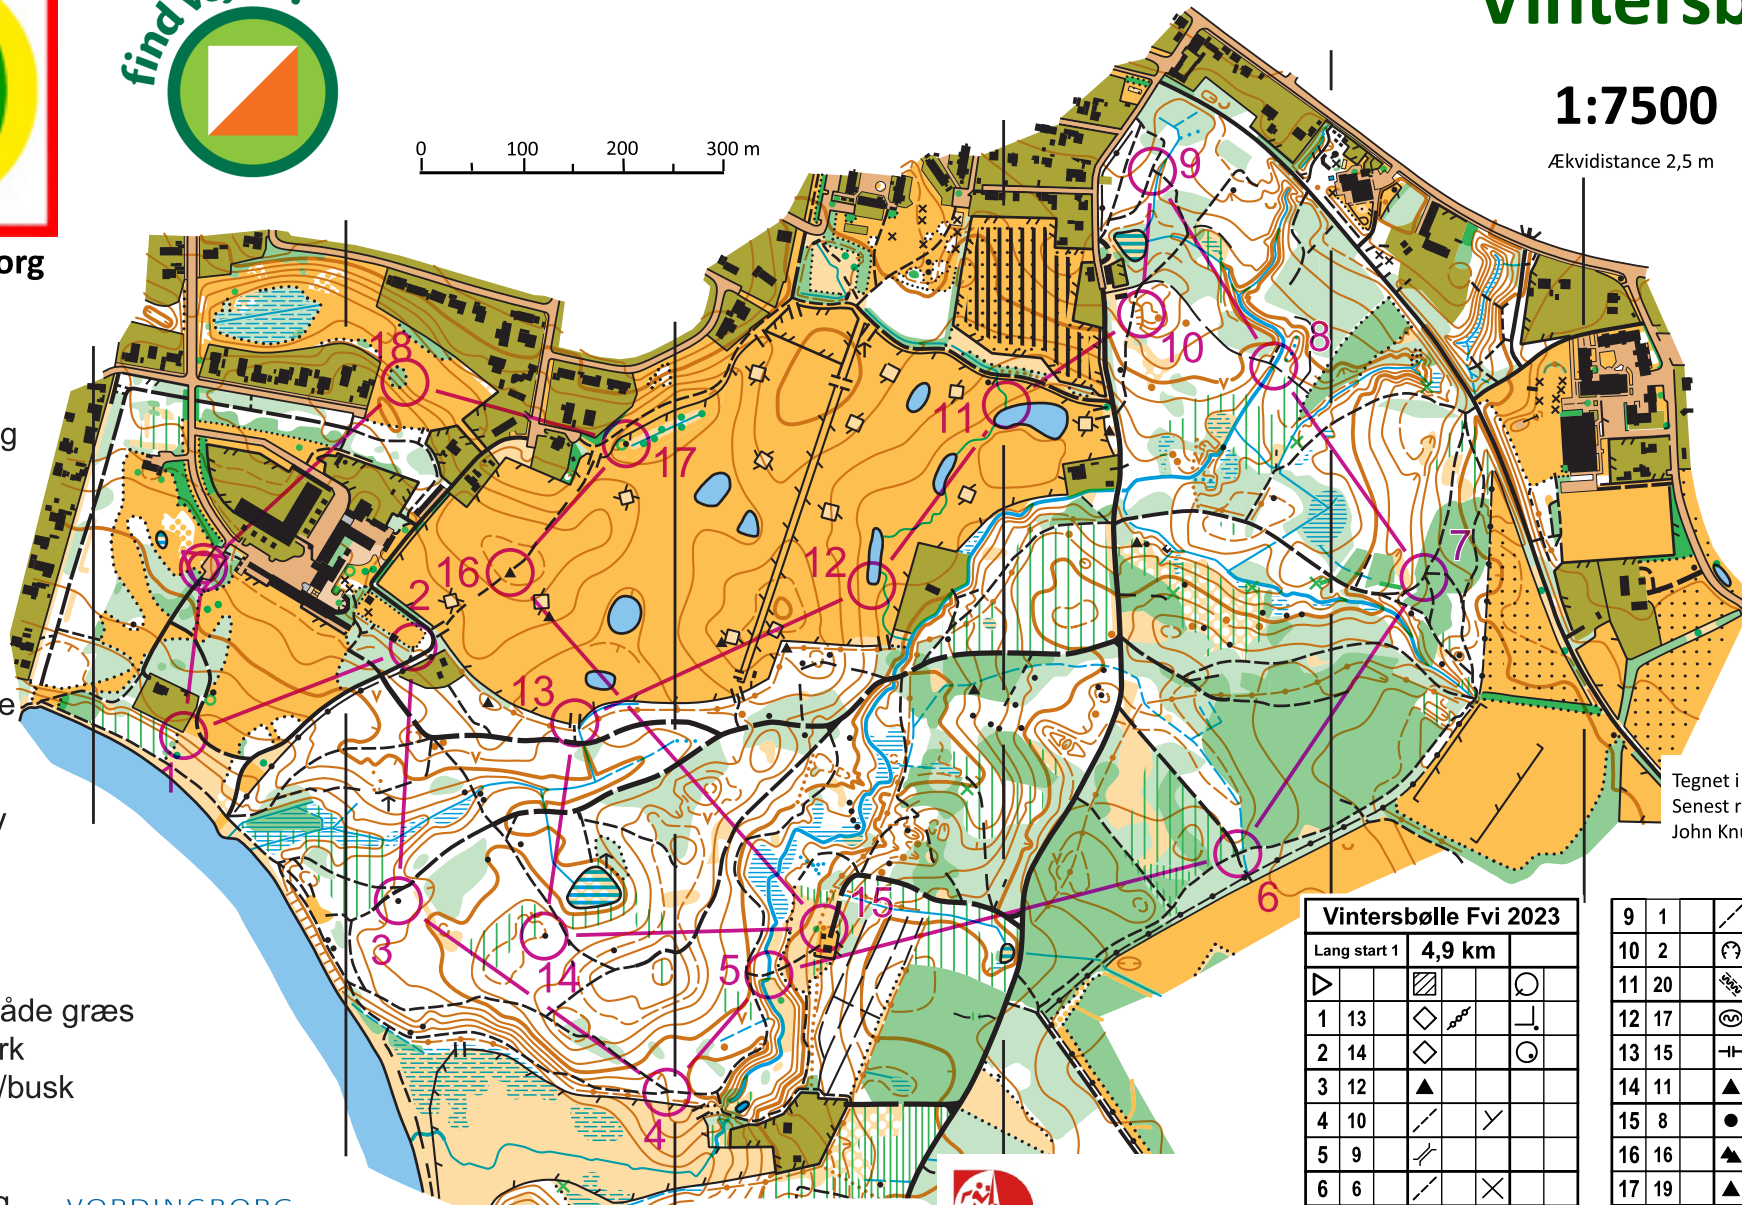 find vej
Vintersb
1:7500
Ækvidistance 2,5 m
0 100 200 300 m
org
g
e
y
åde græs
rk
/busk
g
VORDINGBORG
1
2
3
4
5
6
7
8
9
10
11
12
13
14
15
16
17
18
Tegnet i
Senest r
John Knu
Vintersbølle Fvi 2023
Lang start 1 4,9 km
1 13
2 14
3 12
4 10
5 9
6 6
9 1
10 2
11 20
12 17
13 15
14 11
15 8
16 16
17 19